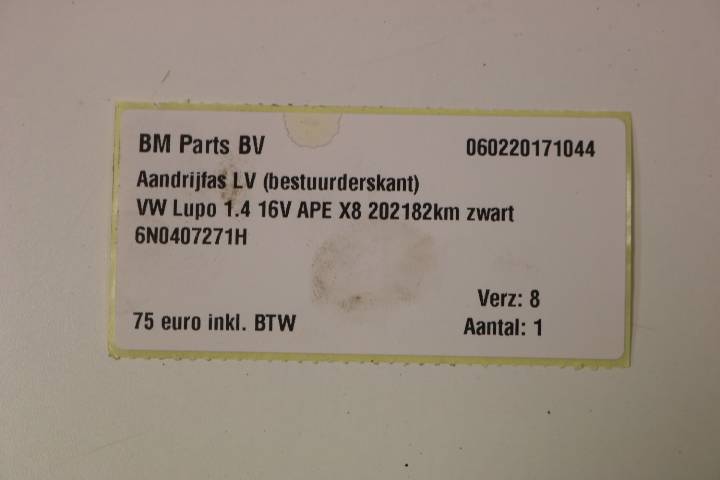 BM Parts BV 060220171044
Aandrijfas LV (bestuurderskant)
VW Lupo 1.4 16V APE X8 202182km zwart
6N0407271H
Verz: 8
75 euro inkl. BTW Aantal: 1